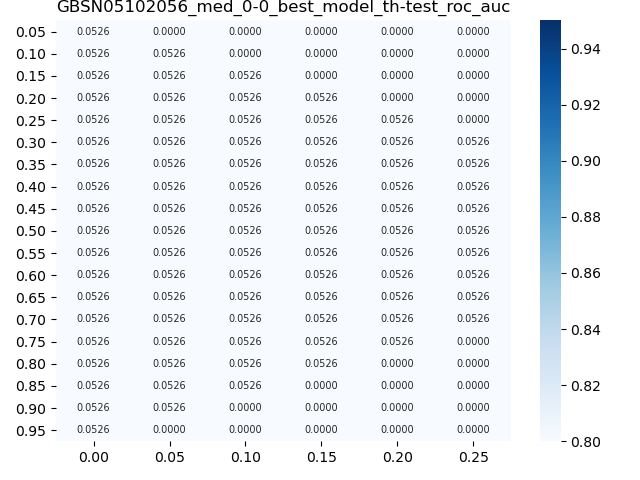 GBSN05102056_med_0-0_best_model_th-test_roc_auc
0.05 0.0526 0.0000 0.0000 0.0000 0.0000 0.0000
0.10 0.0526 0.0526 0.0000 0.0000 0.0000 0.0000
0.15 0.0526 0.0526 0.0526 0.0000 0.0000 0.0000
0.20 0.0526 0.0526 0.0526 0.0526 0.0000 0.0000
0.25 0.0526 0.0526 0.0526 0.0526 0.0526 0.0000
0.30 0.0526 0.0526 0.0526 0.0526 0.0526 0.0526
0.35 0.0526 0.0526 0.0526 0.0526 0.0526 0.0526
0.40 0.0526 0.0526 0.0526 0.0526 0.0526 0.0526
0.45 0.0526 0.0526 0.0526 0.0526 0.0526 0.0526
0.50 0.0526 0.0526 0.0526 0.0526 0.0526 0.0526
0.55 0.0526 0.0526 0.0526 0.0526 0.0526 0.0526
0.60 0.0526 0.0526 0.0526 0.0526 0.0526 0.0526
0.65 0.0526 0.0526 0.0526 0.0526 0.0526 0.0526
0.70 0.0526 0.0526 0.0526 0.0526 0.0526 0.0526
0.75 0.0526 0.0526 0.0526 0.0526 0.0526 0.0000
0.80 0.0526 0.0526 0.0526 0.0526 0.0000 0.0000
0.85 0.0526 0.0526 0.0526 0.0000 0.0000 0.0000
0.90 0.0526 0.0526 0.0000 0.0000 0.0000 0.0000
0.95 0.0526 0.0000 0.0000 0.0000 0.0000 0.0000
0.00 0.05 0.10 0.15 0.20 0.25
0.94
0.92
0.90
0.88
0.86
0.84
0.82
0.80